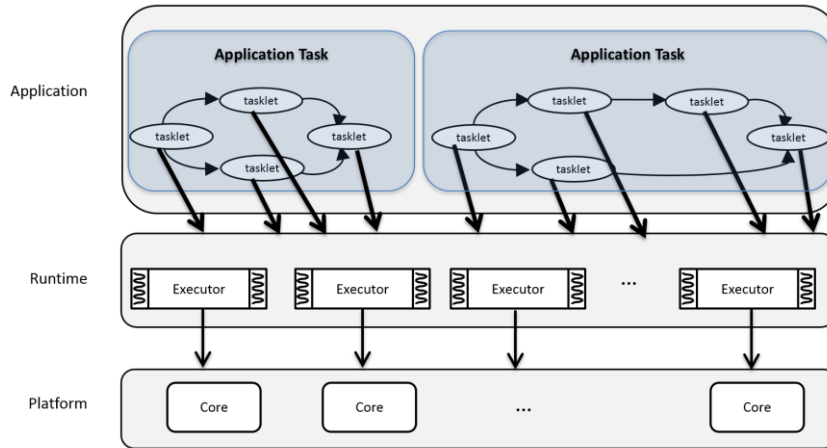 Application Task
Application Task
Application
tasklet
tasklet
tasklet
tasklet
tasklet
tasklet
tasklet
tasklet
tasklet
Runtime
Executor
Executor
Executor
...
Executor
Platform
Core
Core
...
Core